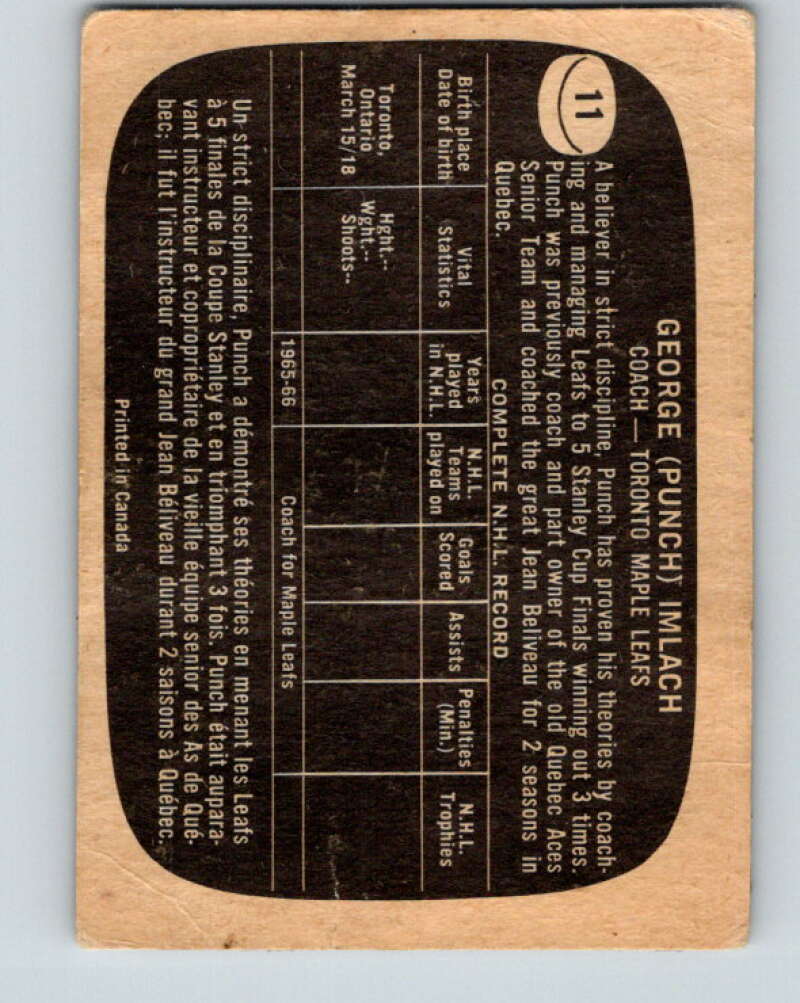 11
GEORGE (PUNCH) IMLACH
COACH — TORONTO MAPLE LEAFS
A believer in strict discipline, Punch has proven his theories by coach-
ing and managing Leafs to 5 Stanley Cup Finals winning out 3 times.
Punch was previously coach and part owner of the old Quebec Aces
Senior Team and coached the great Jean Beliveau for 2 seasons in
Quebec.
COMPLETE N.H.L. RECORD
Birth place
Date of birth
Vital
Statistics
Years
played
in N.H.L.
N.H.L.
Teams
played on
Goals
Scored
Assists
Penalties
(Min.)
N.H.L.
Trophies
Toronto,
Ontario
March 15/18
Hght.--
Wght.--
Shoots--
1965-66
Coach for Maple Leafs
Un strict disciplinaire, Punch a démontré ses théories en menant les Leafs
à 5 finales de la Coupe Stanley et en triomphant 3 fois. Punch était aupara-
vant instructeur et copropriétaire de la vieille équipe senior des As de Qué-
bec; il fut l'instructeur du grand Jean Béliveau durant 2 saisons à Québec.
Printed in Canada